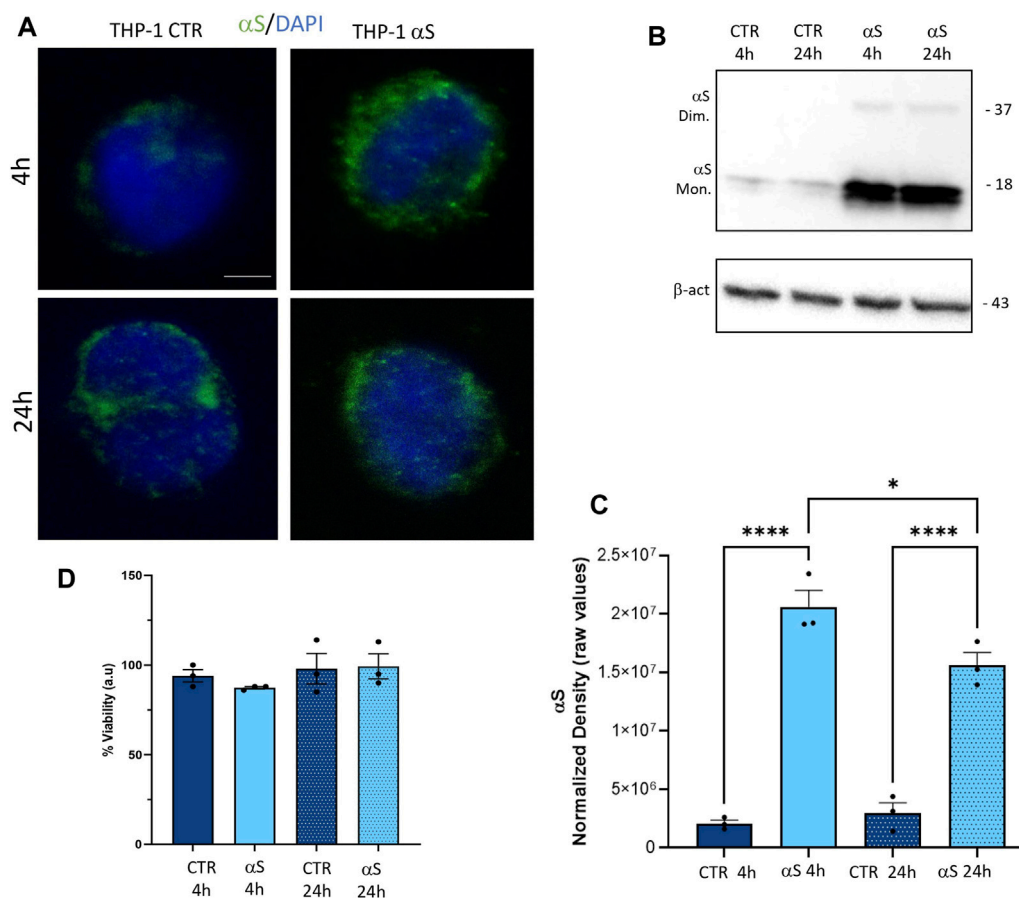 A
THP-1 CTR
αS/DAPI
THP-1 αS
4h
24h
B
CTR
4h
CTR
24h
αS
4h
αS
24h
αS
Dim.
- 37
αS
Mon.
- 18
β-act
- 43
C
*
****
****
αS
Normalized Density (raw values)
2.5×10⁷
2×10⁷
1.5×10⁷
1×10⁷
5×10⁶
0
CTR 4h
αS 4h
CTR 24h
αS 24h
D
% Viability (a.u)
150
100
50
0
CTR
4h
αS
4h
CTR
24h
αS
24h